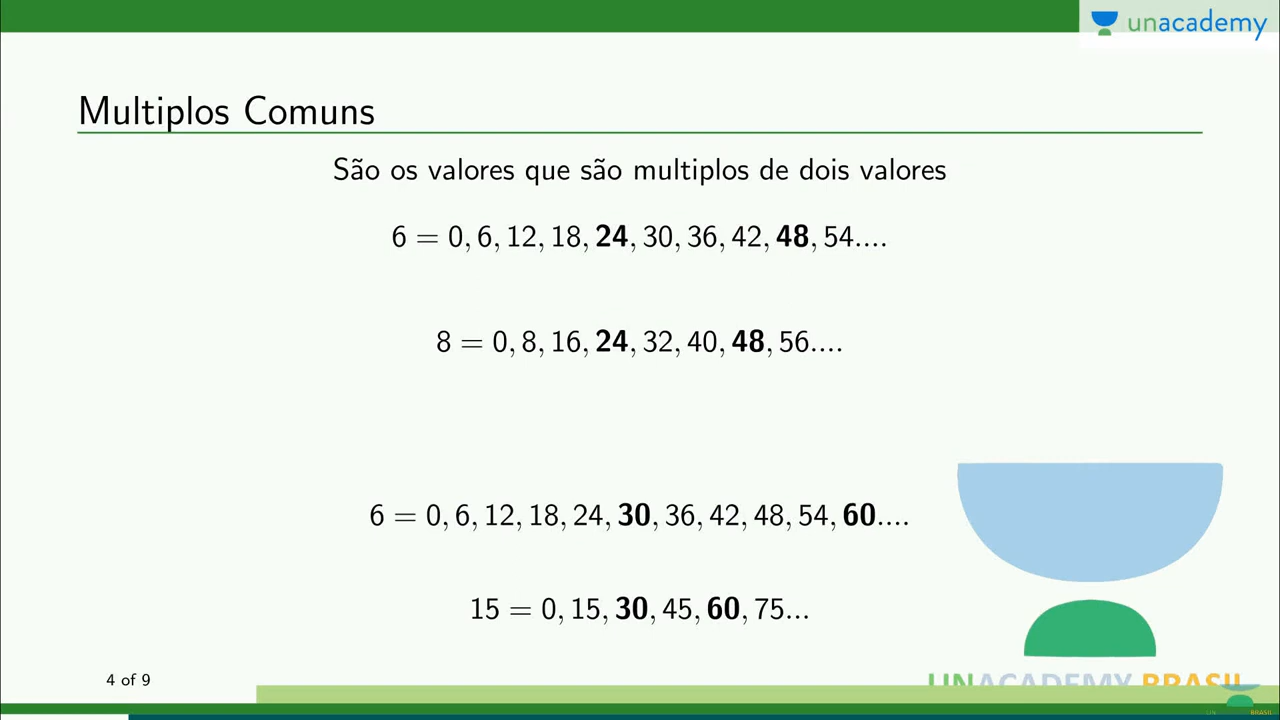 unacademy
Multiplos Comuns
São os valores que são multiplos de dois valores
6 = 0, 6, 12, 18, 24, 30, 36, 42, 48, 54....
8 = 0, 8, 16, 24, 32, 40, 48, 56....
6 = 0, 6, 12, 18, 24, 30, 36, 42, 48, 54, 60....
15 = 0, 15, 30, 45, 60, 75...
4 of 9
UNACADEMY BRASIL
BRASIL